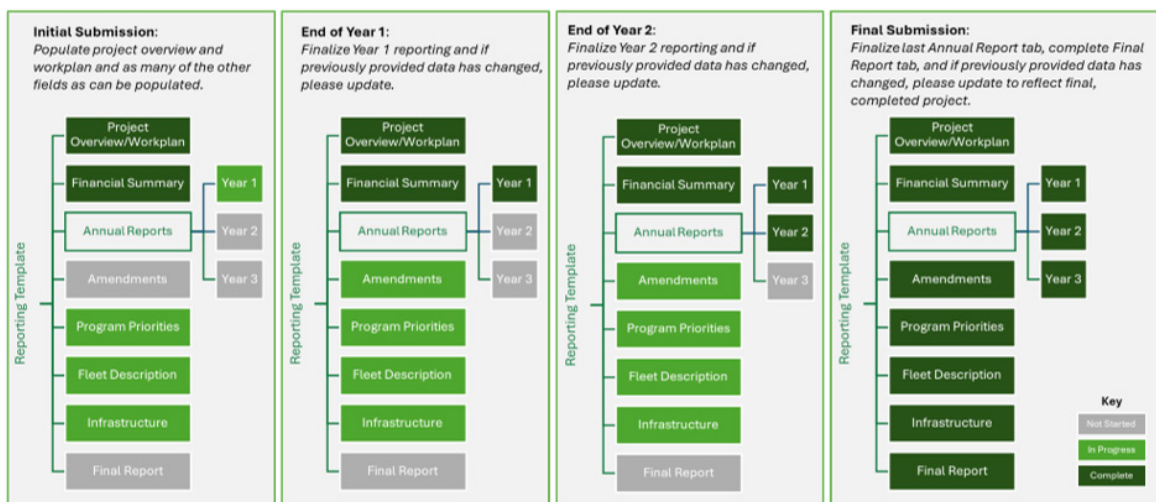 Initial Submission:
Populate project overview and
workplan and as many of the other
fields as can be populated.
Reporting Template
Project
Overview/Workplan
Financial Summary
Annual Reports
Amendments
Program Priorities
Fleet Description
Infrastructure
Final Report
Year 1
Year 2
Year 3
End of Year 1:
Finalize Year 1 reporting and if
previously provided data has changed,
please update.
Reporting Template
Project
Overview/Workplan
Financial Summary
Annual Reports
Amendments
Program Priorities
Fleet Description
Infrastructure
Final Report
Year 1
Year 2
Year 3
End of Year 2:
Finalize Year 2 reporting and if
previously provided data has changed,
please update.
Reporting Template
Project
Overview/Workplan
Financial Summary
Annual Reports
Amendments
Program Priorities
Fleet Description
Infrastructure
Final Report
Year 1
Year 2
Year 3
Final Submission:
Finalize last Annual Report tab, complete Final
Report tab, and if previously provided data has
changed, please update to reflect final,
completed project.
Reporting Template
Project
Overview/Workplan
Financial Summary
Annual Reports
Amendments
Program Priorities
Fleet Description
Infrastructure
Final Report
Year 1
Year 2
Year 3
Key
Not Started
In Progress
Complete